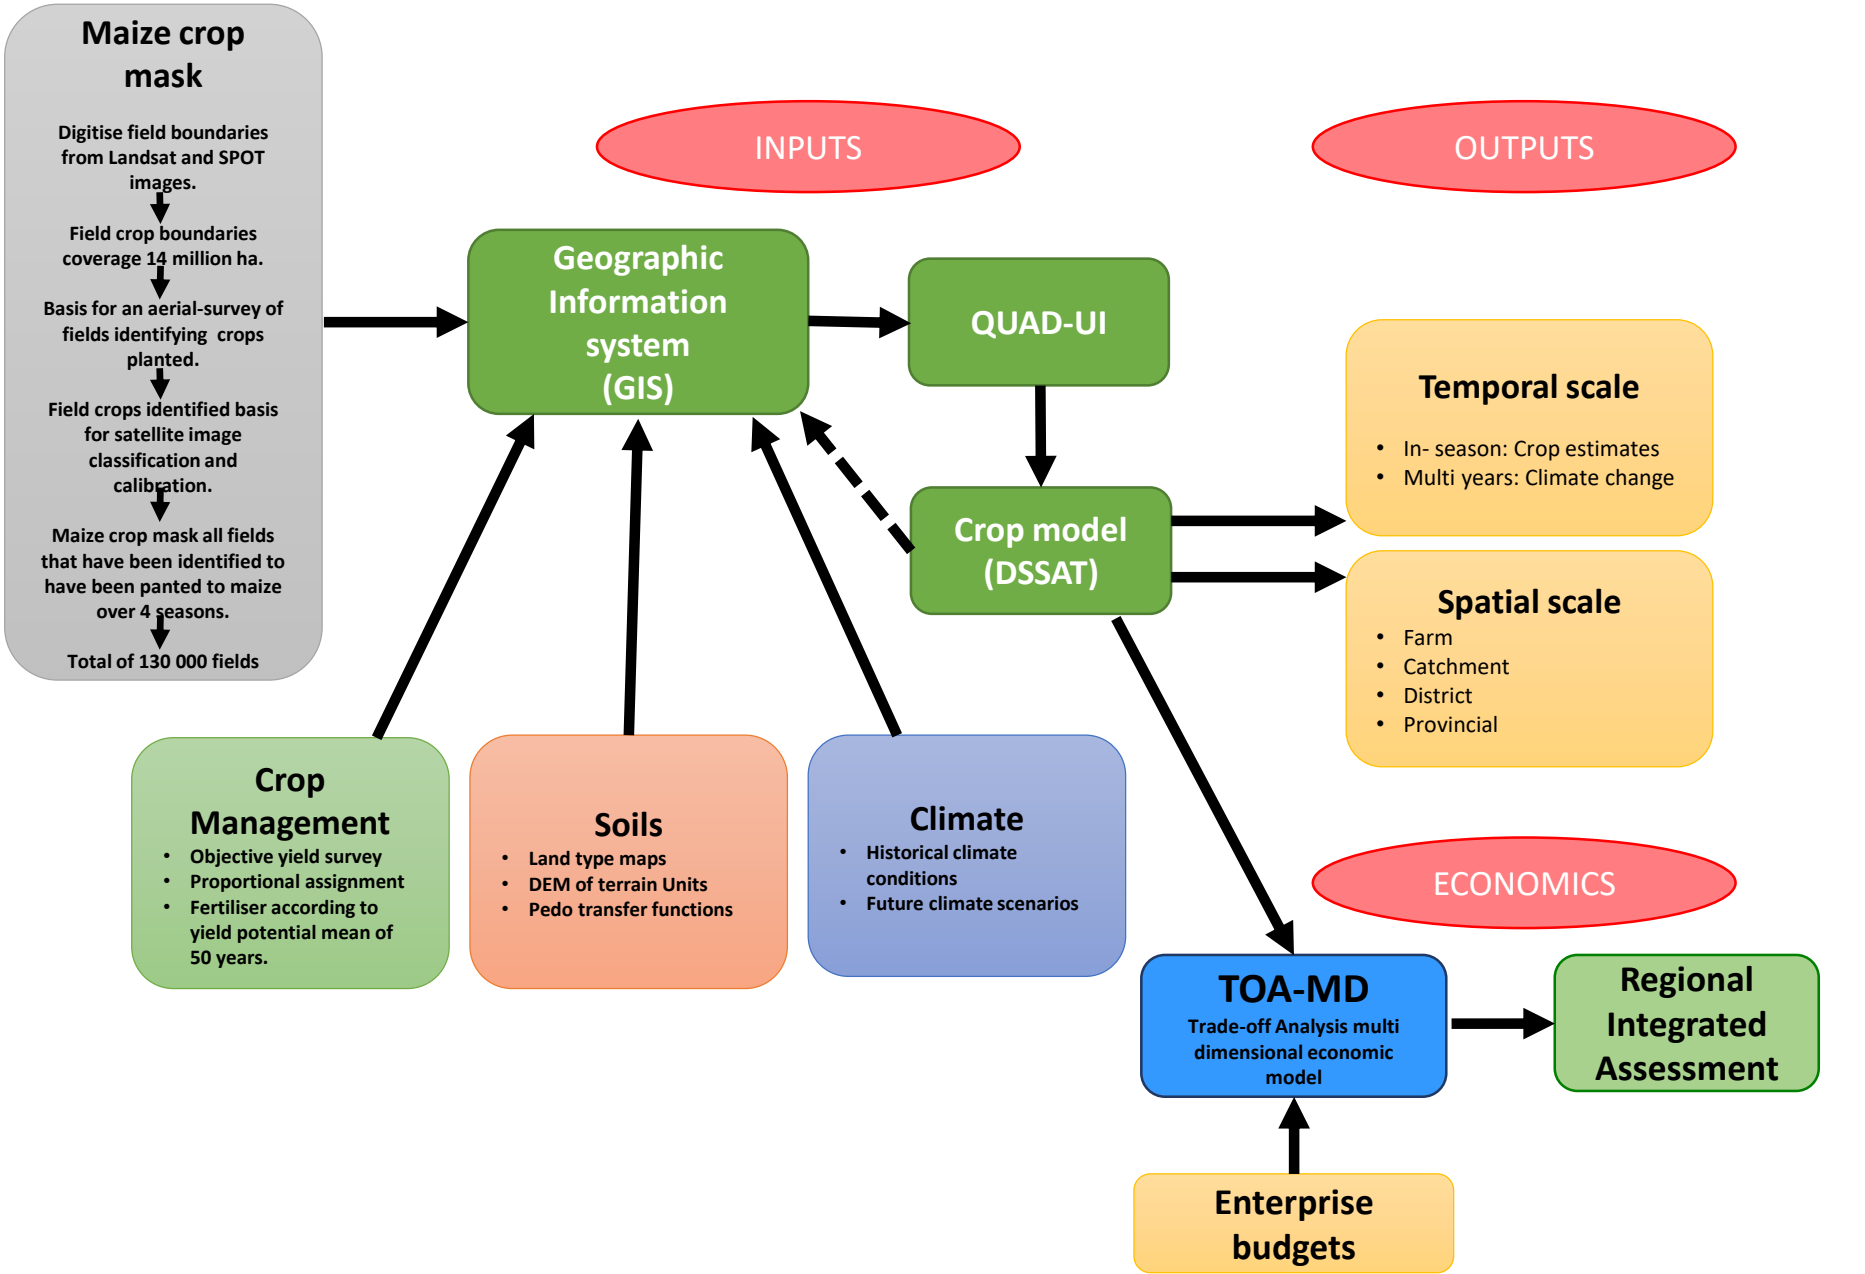 Maize crop
mask
Digitise field boundaries
from Landsat and SPOT
images.
Field crop boundaries
coverage 14 million ha.
Basis for an aerial-survey of
fields identifying crops
planted.
Field crops identified basis
for satellite image
classification and
calibration.
Maize crop mask all fields
that have been identified to
have been panted to maize
over 4 seasons.
Total of 130 000 fields
INPUTS
OUTPUTS
Geographic
Information
system
(GIS)
QUAD-UI
Crop model
(DSSAT)
Temporal scale
• In- season: Crop estimates
• Multi years: Climate change
Spatial scale
• Farm
• Catchment
• District
• Provincial
Crop
Management
• Objective yield survey
• Proportional assignment
• Fertiliser according to
yield potential mean of
50 years.
Soils
• Land type maps
• DEM of terrain Units
• Pedo transfer functions
Climate
• Historical climate
conditions
• Future climate scenarios
ECONOMICS
TOA-MD
Trade-off Analysis multi
dimensional economic
model
Regional
Integrated
Assessment
Enterprise
budgets